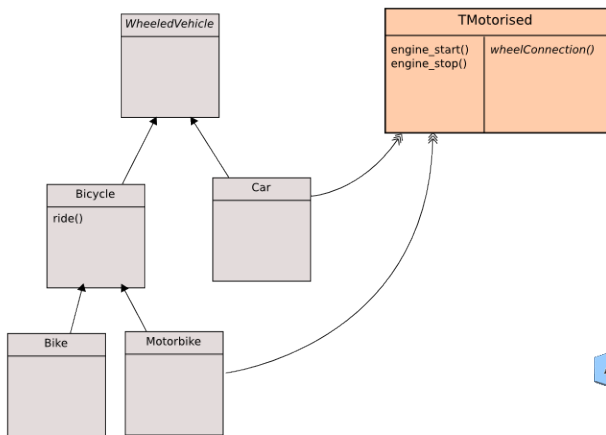 WheeledVehicle
TMotorised
engine_start()
engine_stop()
wheelConnection()
Bicycle
ride()
Car
Bike
Motorbike